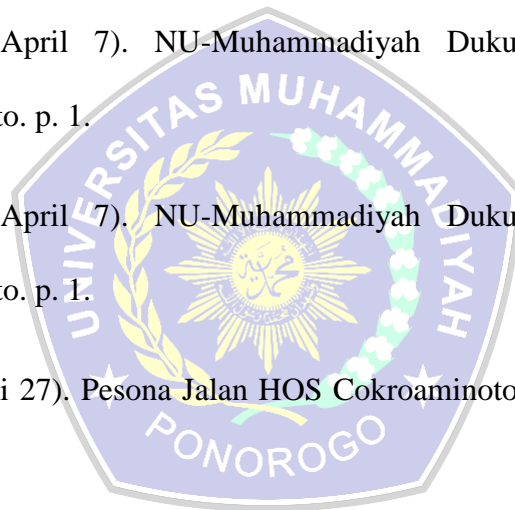 April 7). NU-Muhammadiyah Duku
to. p. 1.
April 7). NU-Muhammadiyah Duku
to. p. 1.
i 27). Pesona Jalan HOS Cokroaminoto
UNIVERSITAS MUHAMMADIYAH
PONOROGO
محمد